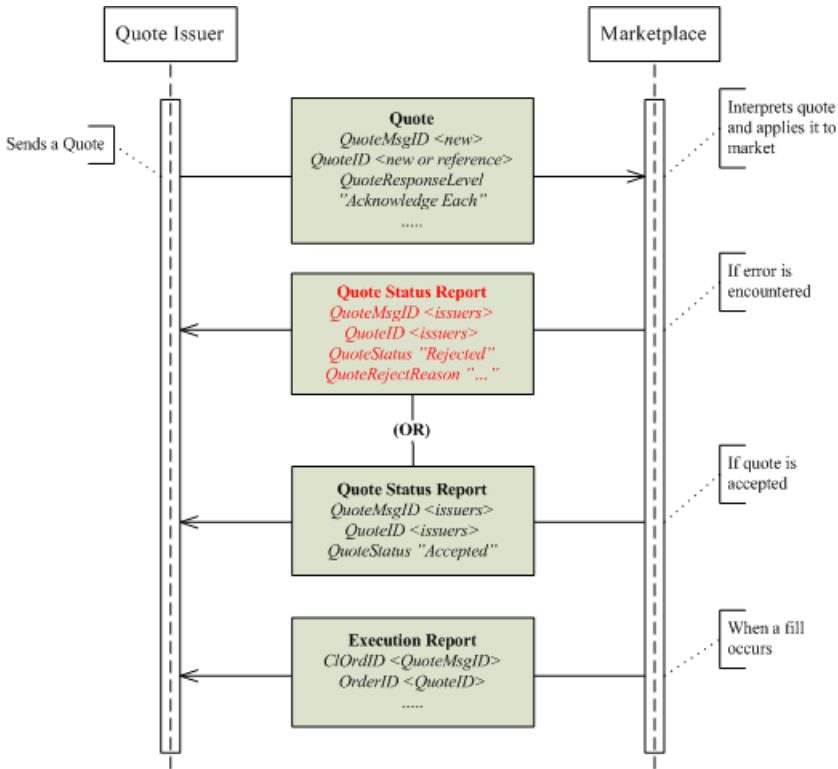 Quote Issuer
Marketplace
Sends a Quote
Quote
QuoteMsgID <new>
QuoteID <new or reference>
QuoteResponseLevel
"Acknowledge Each"
.....
Interprets quote
and applies it to
market
Quote Status Report
QuoteMsgID <issuers>
QuoteID <issuers>
QuoteStatus "Rejected"
QuoteRejectReason "..."
If error is
encountered
(OR)
Quote Status Report
QuoteMsgID <issuers>
QuoteID <issuers>
QuoteStatus "Accepted"
If quote is
accepted
Execution Report
ClOrdID <QuoteMsgID>
OrderID <QuoteID>
.....
When a fill
occurs